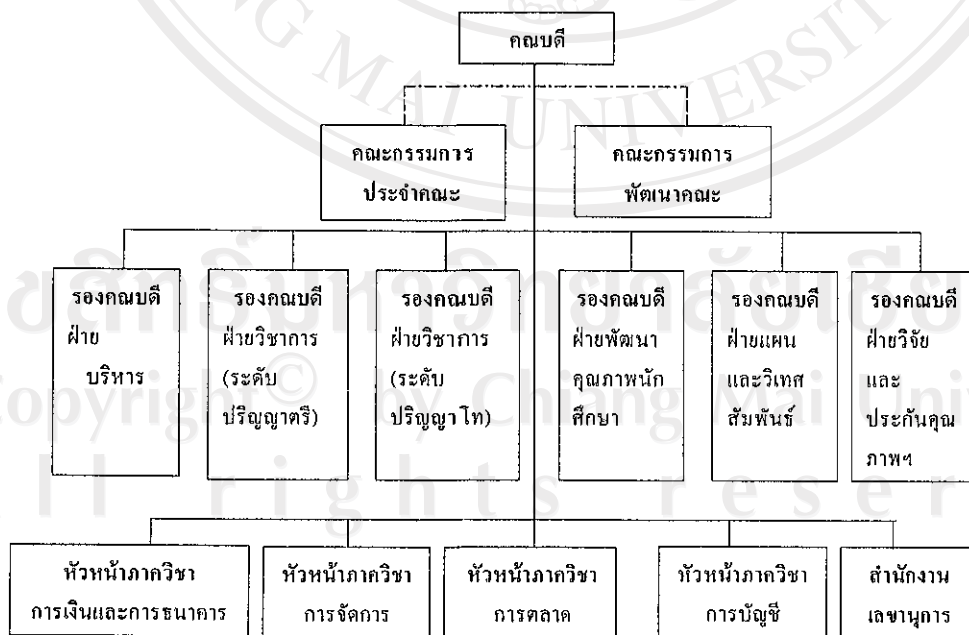 คณบดี
คณะกรรมการ
ประจำคณะ
คณะกรรมการ
พัฒนาคณะ
รองคณบดี
ฝ่าย
บริหาร
รองคณบดี
ฝ่ายวิชาการ
(ระดับ
ปริญญาตรี)
รองคณบดี
ฝ่ายวิชาการ
(ระดับ
ปริญญาโท)
รองคณบดี
ฝ่ายพัฒนา
คุณภาพนัก
ศึกษา
รองคณบดี
ฝ่ายแผน
และวิเทศ
สัมพันธ์
รองคณบดี
ฝ่ายวิจัย
และ
ประกันคุณ
ภาพฯ
หัวหน้าภาควิชา
การเงินและการธนาคาร
หัวหน้าภาควิชา
การจัดการ
หัวหน้าภาควิชา
การตลาด
หัวหน้าภาควิชา
การบัญชี
สำนักงาน
เลขานุการ
MAI UNIVERSIT
Copyright © by Chiang Mai Univ
ll rights reser